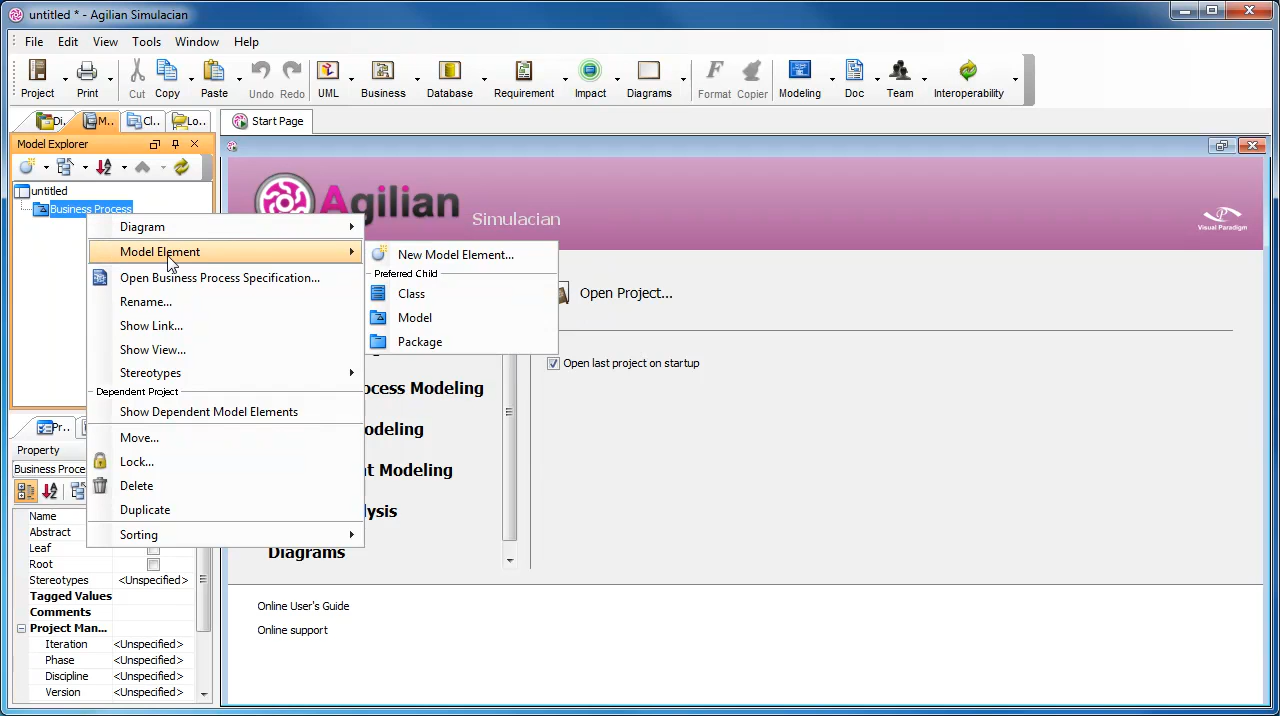 untitled * - Agilian Simulacian
File Edit View Tools Window Help
Project Print Cut Copy Paste Undo Redo UML Business Database Requirement Impact Diagrams Format Copier Modeling Doc Team Interoperability
Di. M.. Cl.. Lo.. Start Page
Model Explorer
untitled
Business Process
Agilian Simulacian
Visual Paradigm
Diagram
Model Element
Open Business Process Specification...
Rename...
Show Link...
Show View...
Stereotypes
Dependent Project
Show Dependent Model Elements
Move...
Lock...
Delete
Duplicate
Sorting
New Model Element...
Preferred Child
Class
Model
Package
Open Project...
Open last project on startup
ocess Modeling
odeling
t Modeling
lysis
Diagrams
Online User's Guide
Online support
Pr..
Property
Business Proce
Name
Abstract
Leaf
Root
Stereotypes <Unspecified>
Tagged Values
Comments
Project Man...
Iteration <Unspecified>
Phase <Unspecified>
Discipline <Unspecified>
Version <Unspecified>